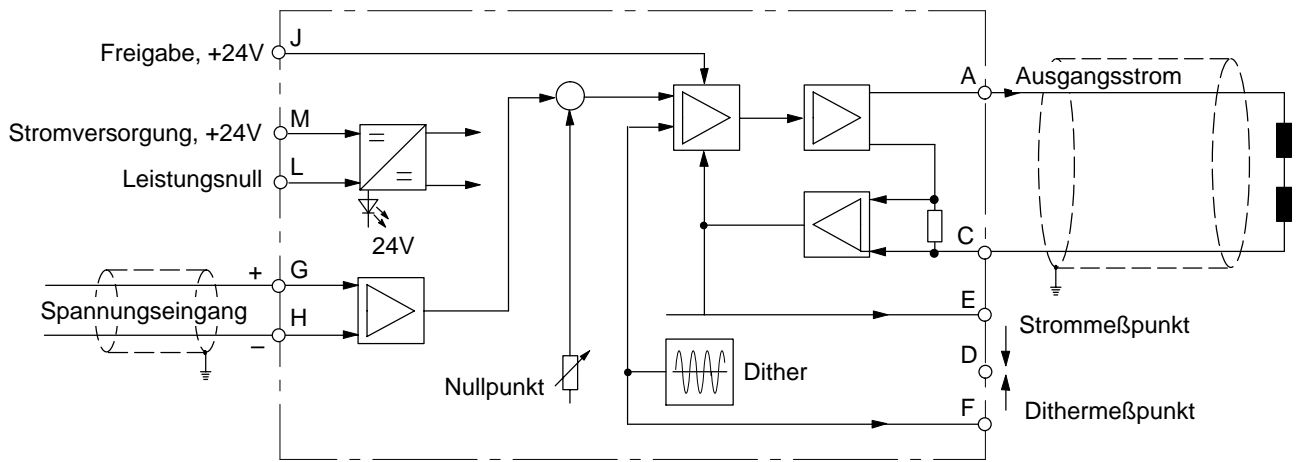 J
Freigabe, +24V
A
Ausgangsstrom
M
Stromversorgung, +24V
L
Leistungsnull
24V
C
+
G
Spannungseingang
H
–
E
Strommeßpunkt
D
Nullpunkt
Dither
F
Dithermeßpunkt